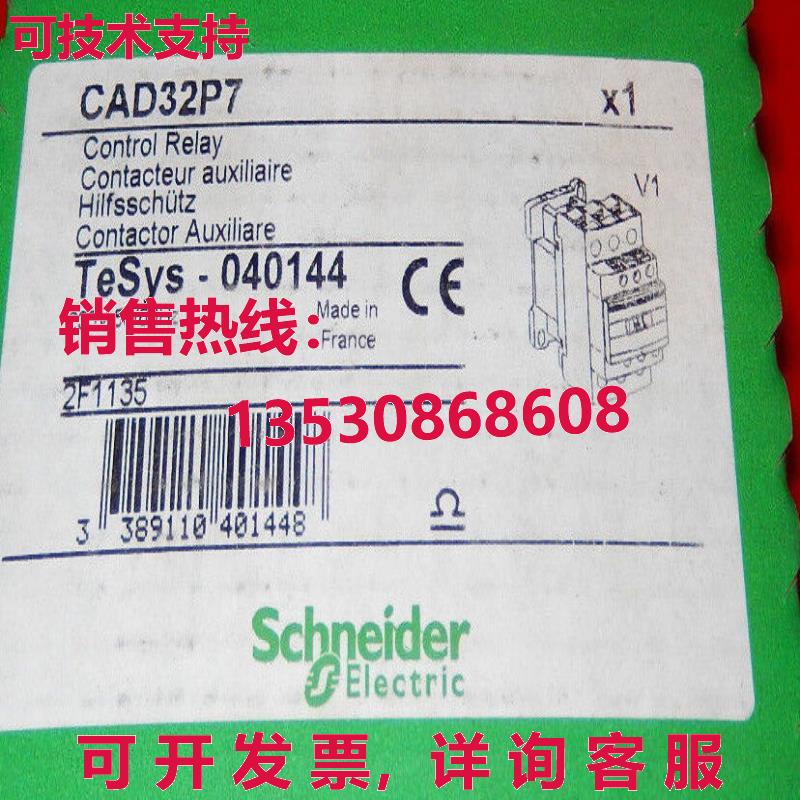 可技术支持
CAD32P7 x1
Control Relay
Contacteur auxiliaire
Hilfsschütz
Contactor Auxiliare
V1
TeSys - 040144 CE
销售热线:
Made in
France
2F1135
13530868608
3 389110 401448
Ω
Schneider
Electric
可开发票, 详询客服